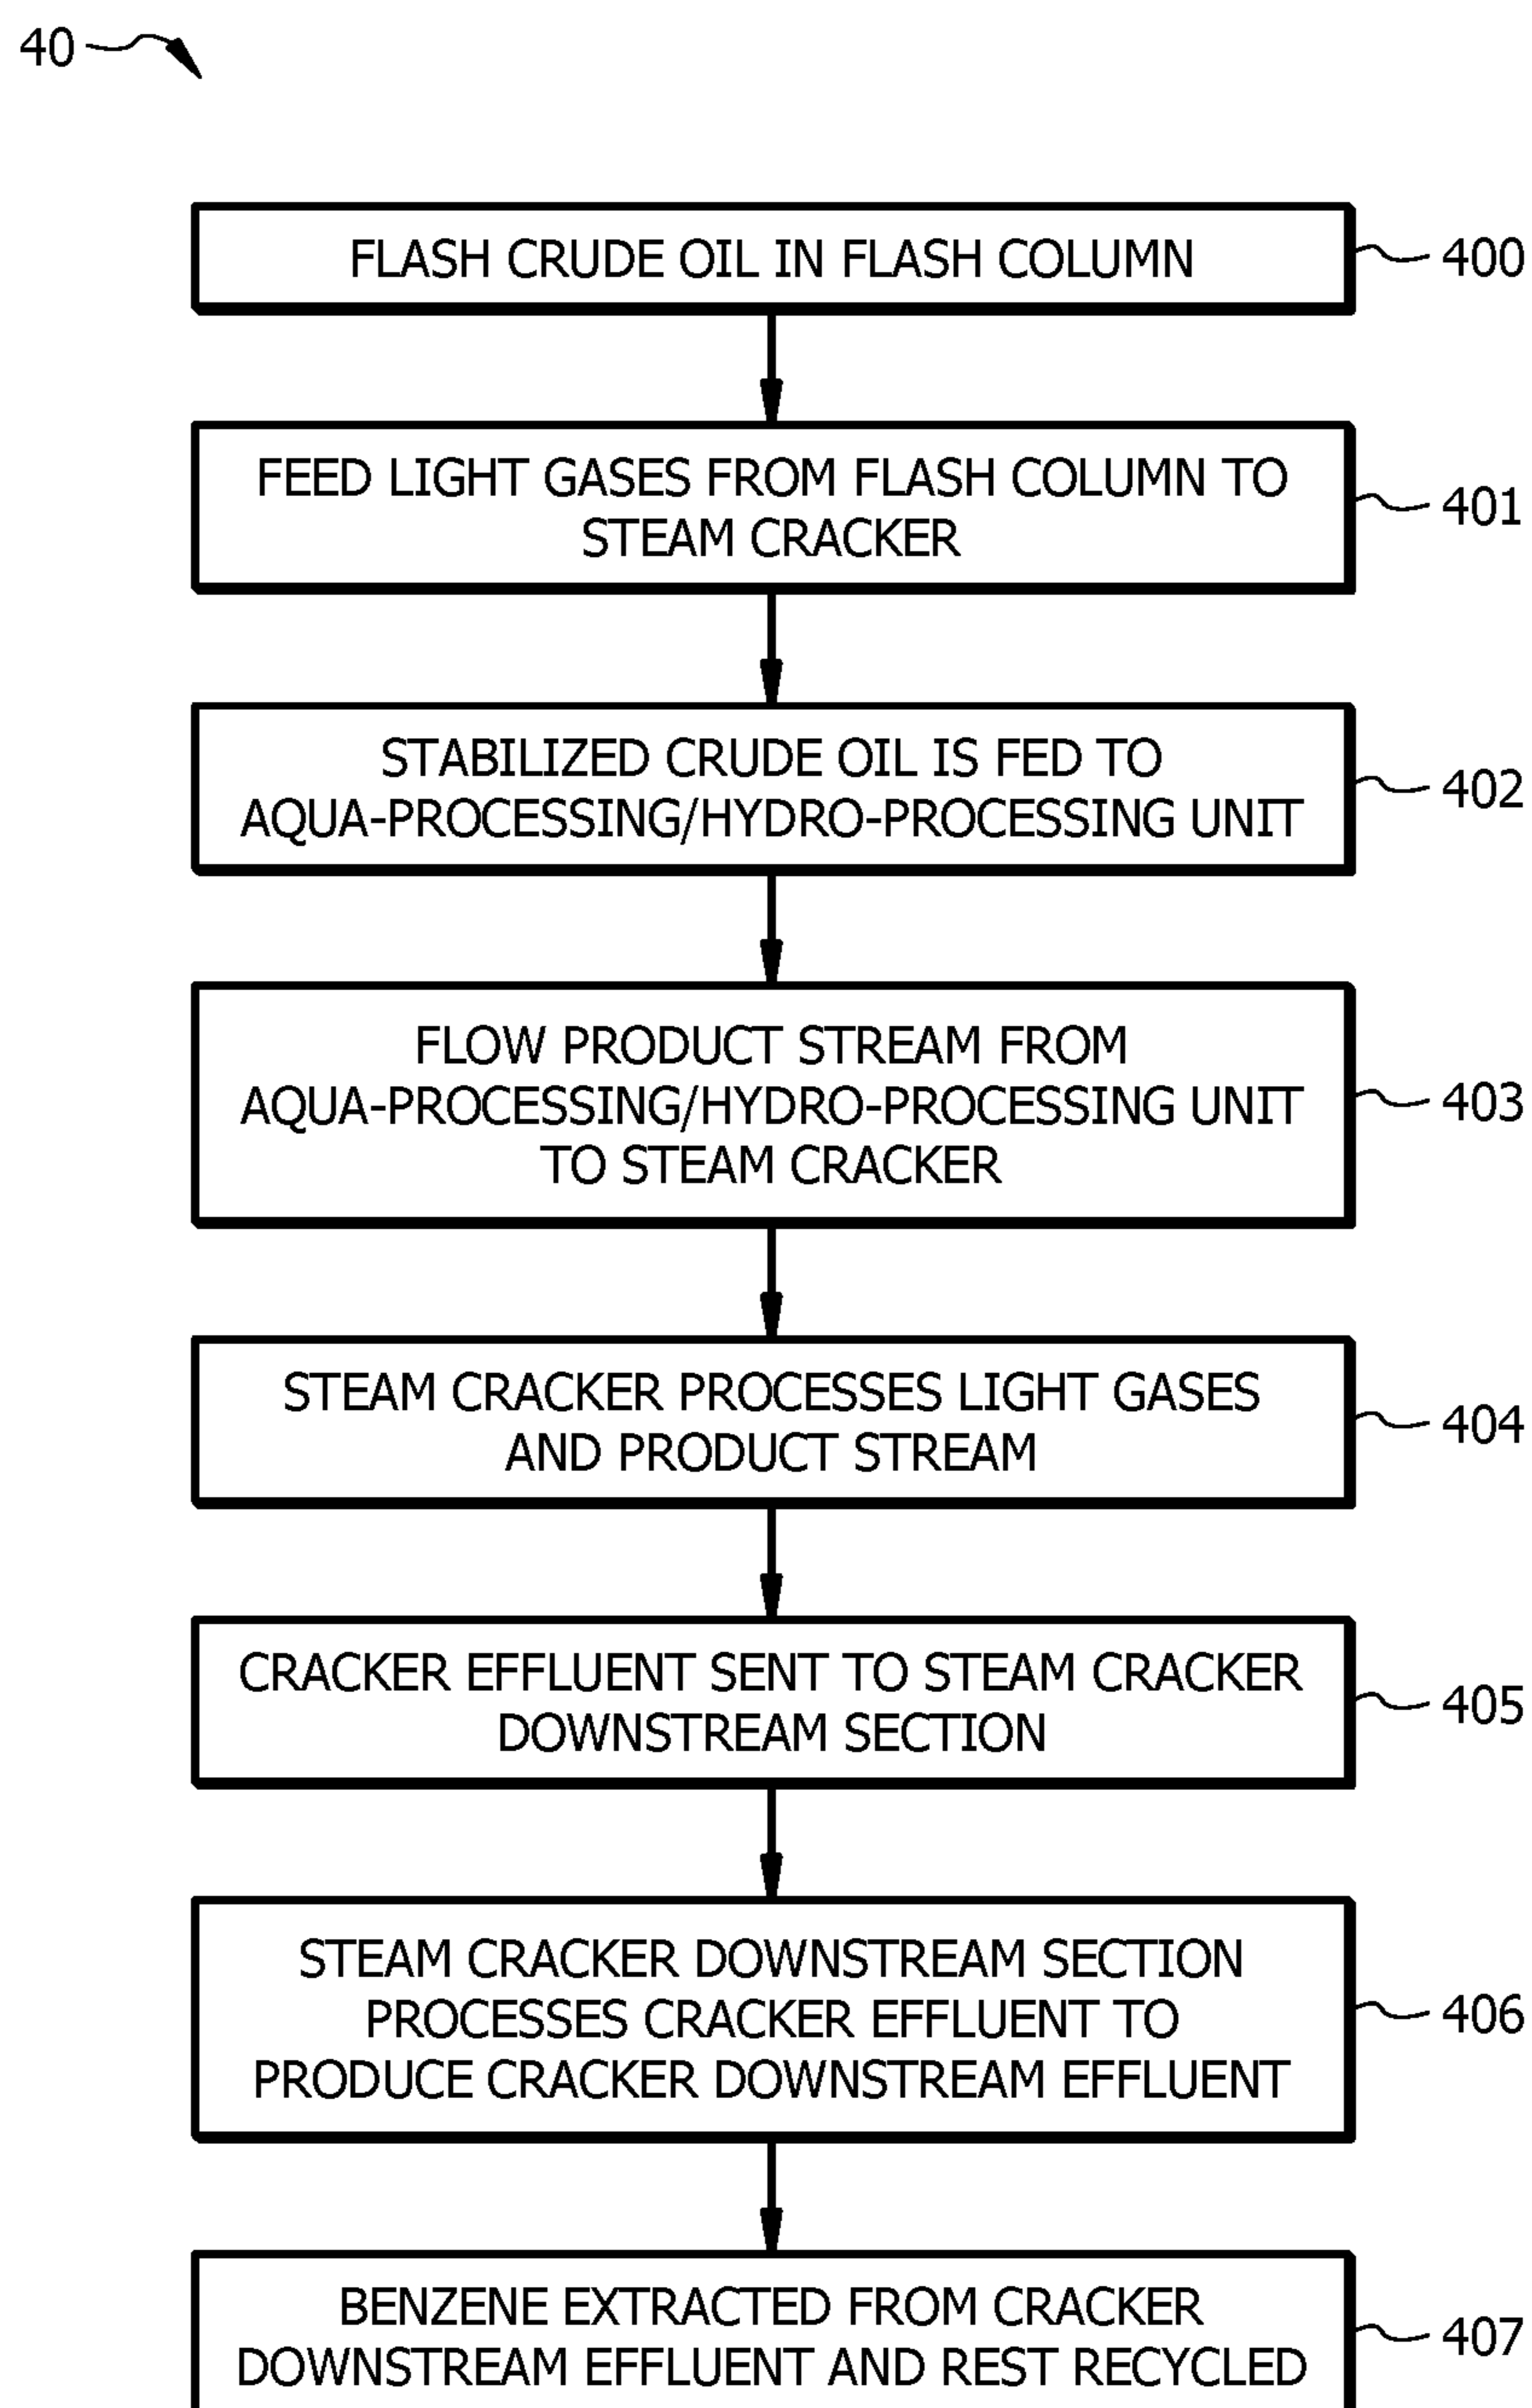 40
FLASH CRUDE OIL IN FLASH COLUMN
400
FEED LIGHT GASES FROM FLASH COLUMN TO
STEAM CRACKER
401
STABILIZED CRUDE OIL IS FED TO
AQUA-PROCESSING/HYDRO-PROCESSING UNIT
402
FLOW PRODUCT STREAM FROM
AQUA-PROCESSING/HYDRO-PROCESSING UNIT
TO STEAM CRACKER
403
STEAM CRACKER PROCESSES LIGHT GASES
AND PRODUCT STREAM
404
CRACKER EFFLUENT SENT TO STEAM CRACKER
DOWNSTREAM SECTION
405
STEAM CRACKER DOWNSTREAM SECTION
PROCESSES CRACKER EFFLUENT TO
PRODUCE CRACKER DOWNSTREAM EFFLUENT
406
BENZENE EXTRACTED FROM CRACKER
DOWNSTREAM EFFLUENT AND REST RECYCLED
407